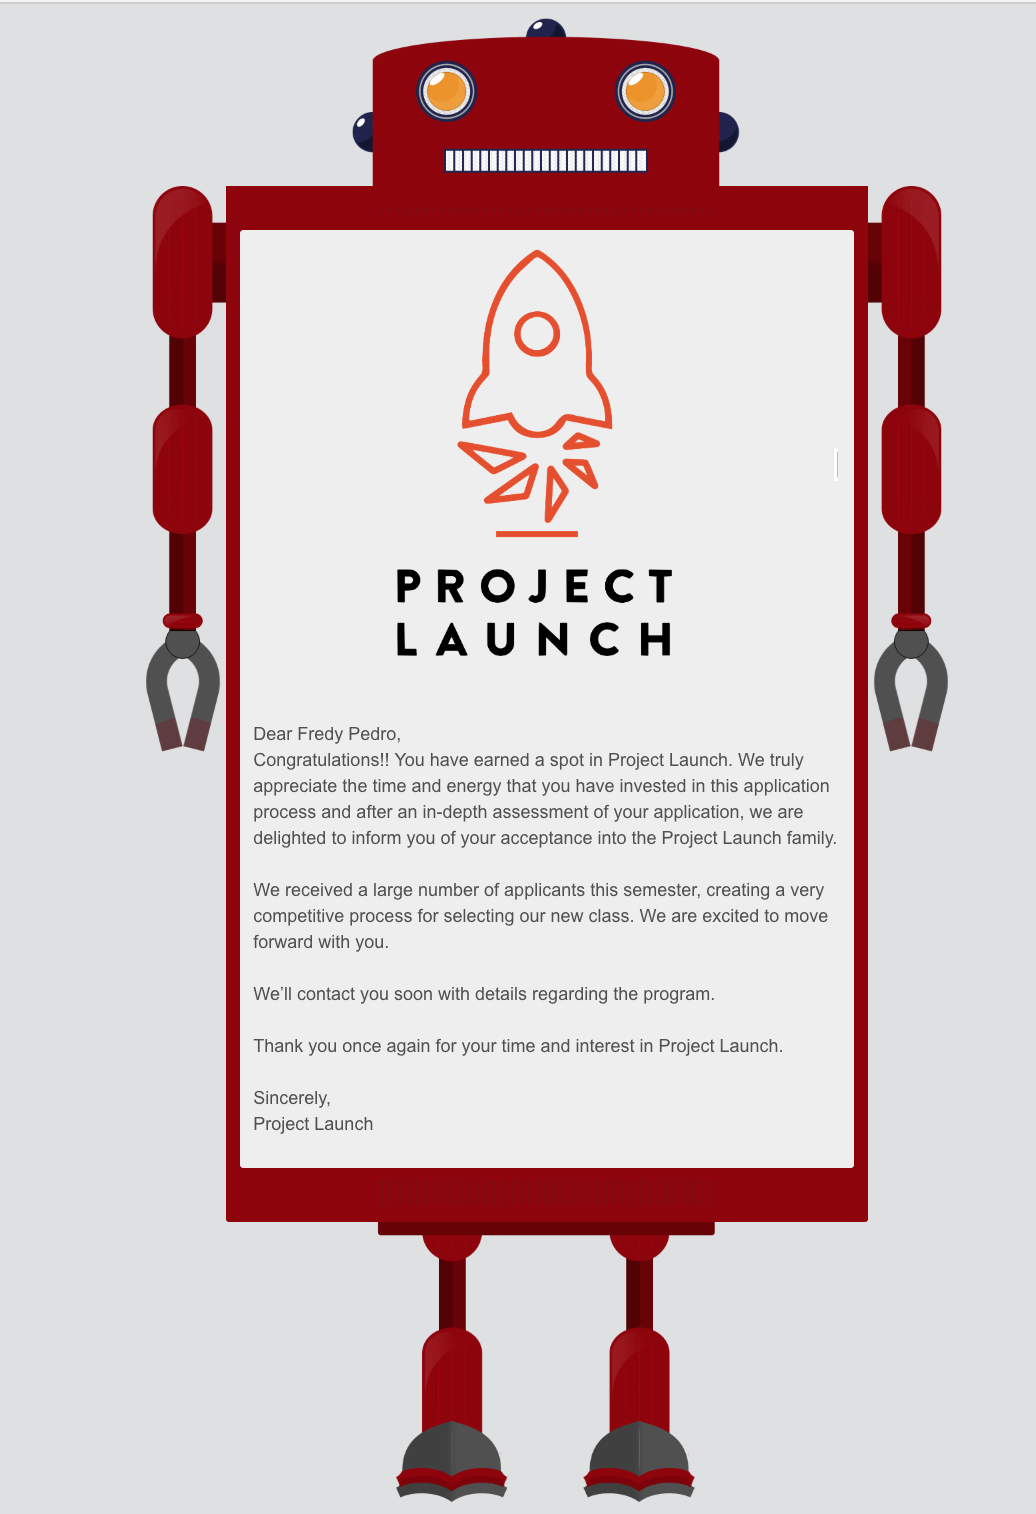 PROJECT
LAUNCH
Dear Fredy Pedro,
Congratulations!! You have earned a spot in Project Launch. We truly
appreciate the time and energy that you have invested in this application
process and after an in-depth assessment of your application, we are
delighted to inform you of your acceptance into the Project Launch family.
We received a large number of applicants this semester, creating a very
competitive process for selecting our new class. We are excited to move
forward with you.
We’ll contact you soon with details regarding the program.
Thank you once again for your time and interest in Project Launch.
Sincerely,
Project Launch